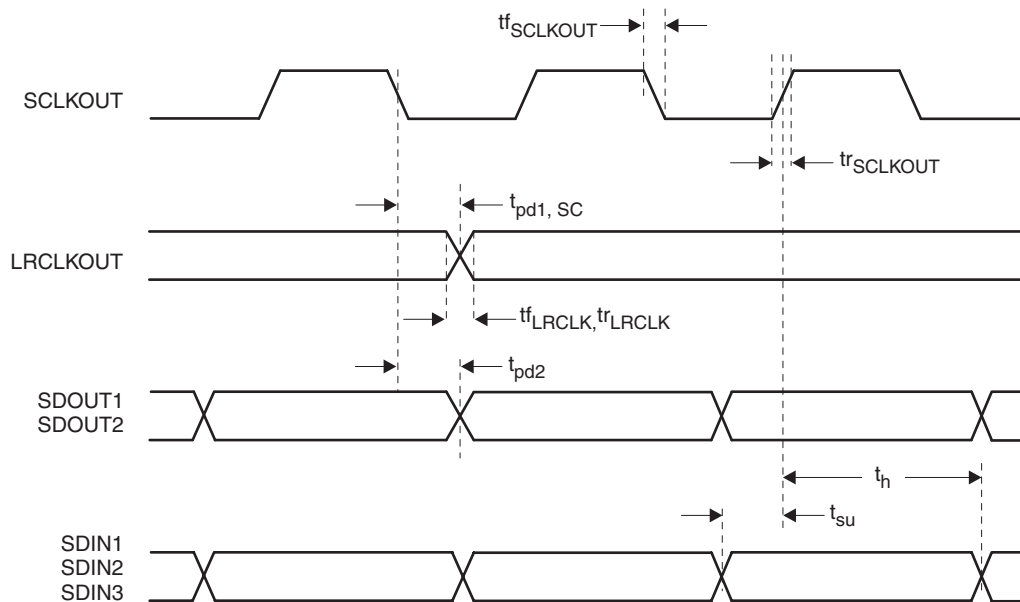 tfSCLKOUT
SCLKOUT
trSCLKOUT
tpd1, SC
LRCLKOUT
tfLRCLK,trLRCLK
tpd2
SDOUT1
SDOUT2
th
tsu
SDIN1
SDIN2
SDIN3